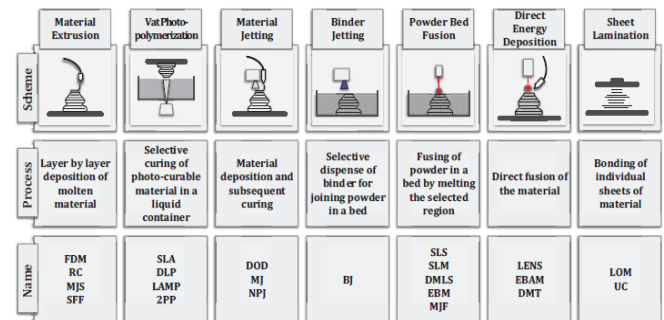 Material
Extrusion
Vat Photo-
polymerization
Material
Jetting
Binder
Jetting
Powder Bed
Fusion
Direct
Energy
Deposition
Sheet
Lamination
Scheme
Process
Layer by layer
deposition of
molten
material
Selective
curing of
photo-curable
material in a
liquid
container
Material
deposition and
subsequent
curing
Selective
dispense of
binder for
joining powder
in a bed
Fusing of
powder in a
bed by melting
the selected
region
Direct fusion of
the material
Bonding of
individual
sheets of
material
Name
FDM
RC
MJS
SFF
SLA
DLP
LAMP
2PP
DOD
MJ
NPJ
BJ
SLS
SLM
DMLS
EBM
MJF
LENS
EBAM
DMT
LOM
UC